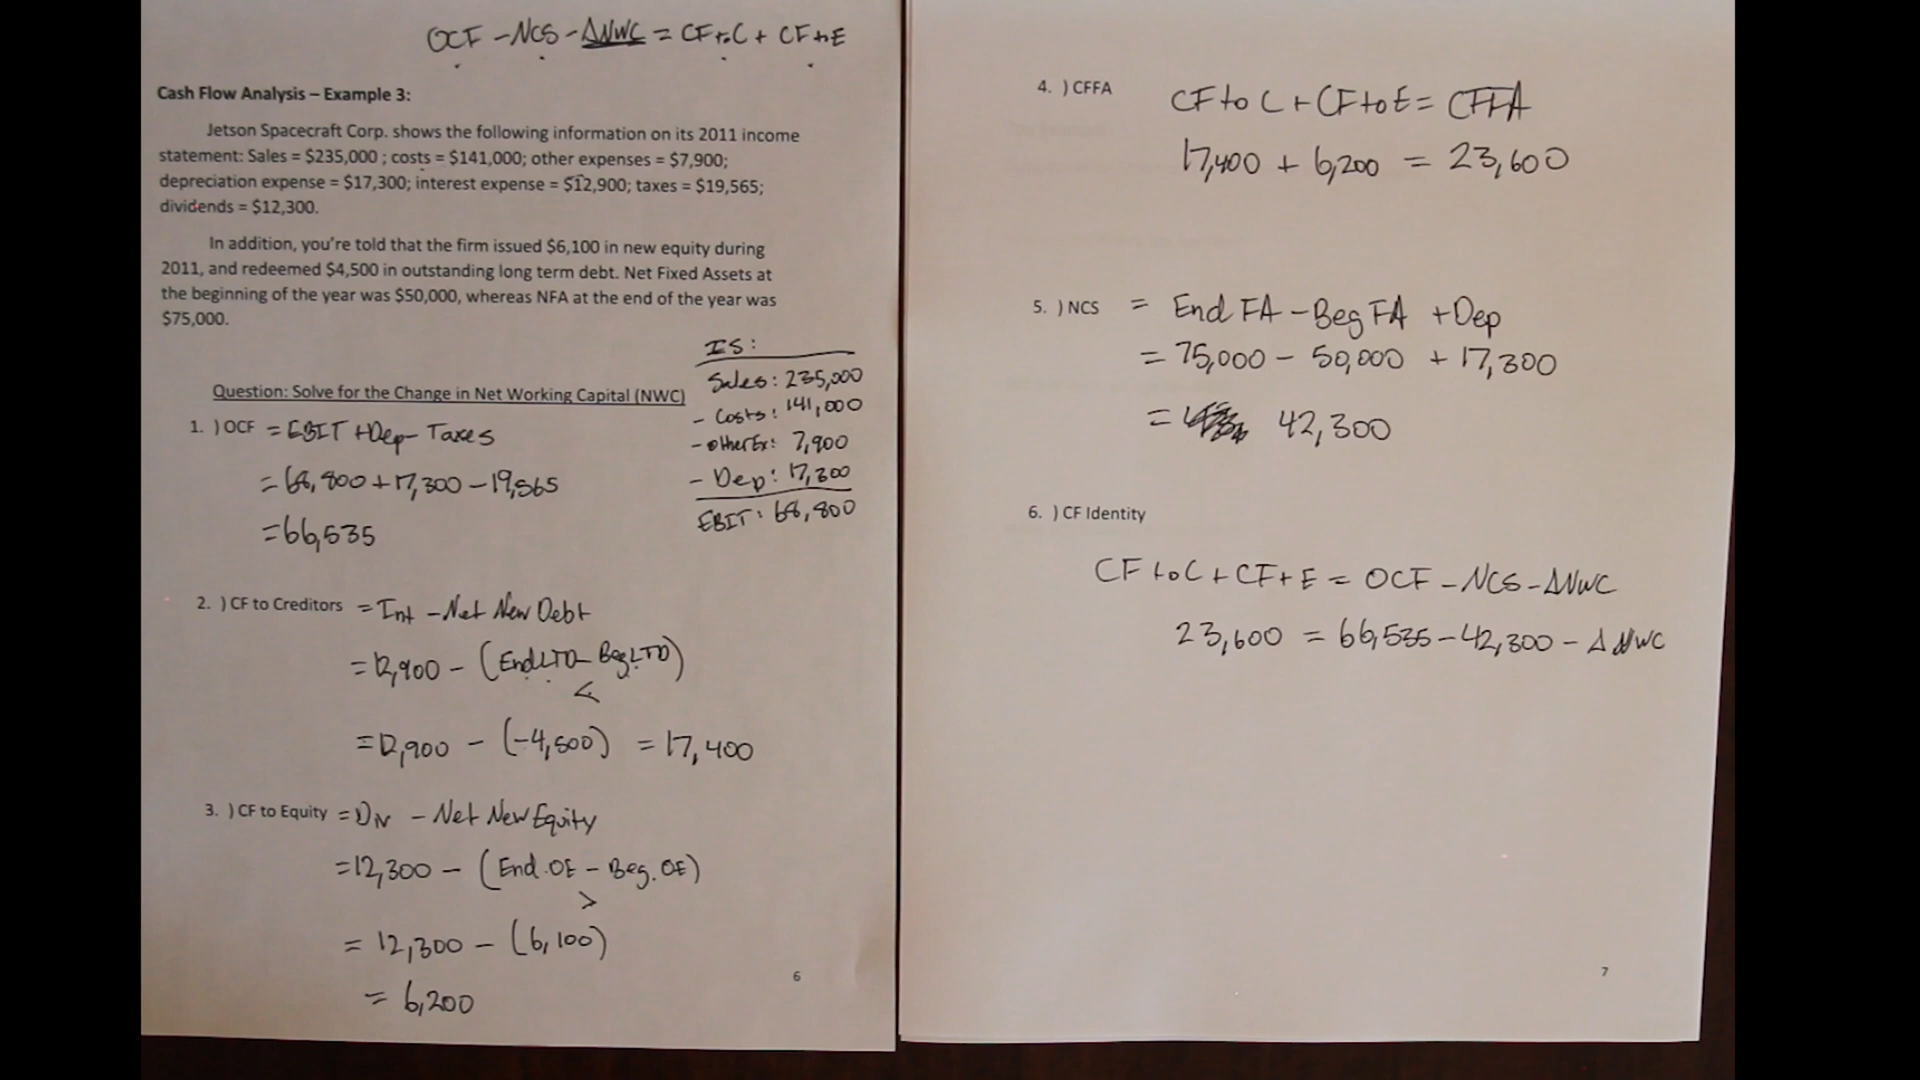 OCF - NCS - ΔNWC = CF to C + CF to E
Cash Flow Analysis – Example 3:
Jetson Spacecraft Corp. shows the following information on its 2011 income
statement: Sales = $235,000 ; costs = $141,000; other expenses = $7,900;
depreciation expense = $17,300; interest expense = $12,900; taxes = $19,565;
dividends = $12,300.
In addition, you're told that the firm issued $6,100 in new equity during
2011, and redeemed $4,500 in outstanding long term debt. Net Fixed Assets at
the beginning of the year was $50,000, whereas NFA at the end of the year was
$75,000.
IS:
Sales: 235,000
- Costs: 141,000
- other Ex: 7,900
- Dep: 17,300
EBIT: 68,800
Question: Solve for the Change in Net Working Capital (NWC)
1. ) OCF = EBIT + Dep - Taxes
= 68,800 + 17,300 - 19,565
= 66,535
2. ) CF to Creditors = Int - Net New Debt
= 12,900 - (End LTD - Beg LTD)
<
= 12,900 - (-4,500) = 17,400
3. ) CF to Equity = Div - Net New Equity
= 12,300 - (End. OE - Beg. OE)
>
= 12,300 - (6,100)
= 6,200
6
4. ) CFFA CF to C + CF to E = CFFA
17,400 + 6,200 = 23,600
5. ) NCS = End FA - Beg FA + Dep
= 75,000 - 50,000 + 17,300
= 42,300
6. ) CF Identity
CF to C + CF t E = OCF - NCS - ΔNWC
23,600 = 66,535 - 42,300 - ΔNWC
7